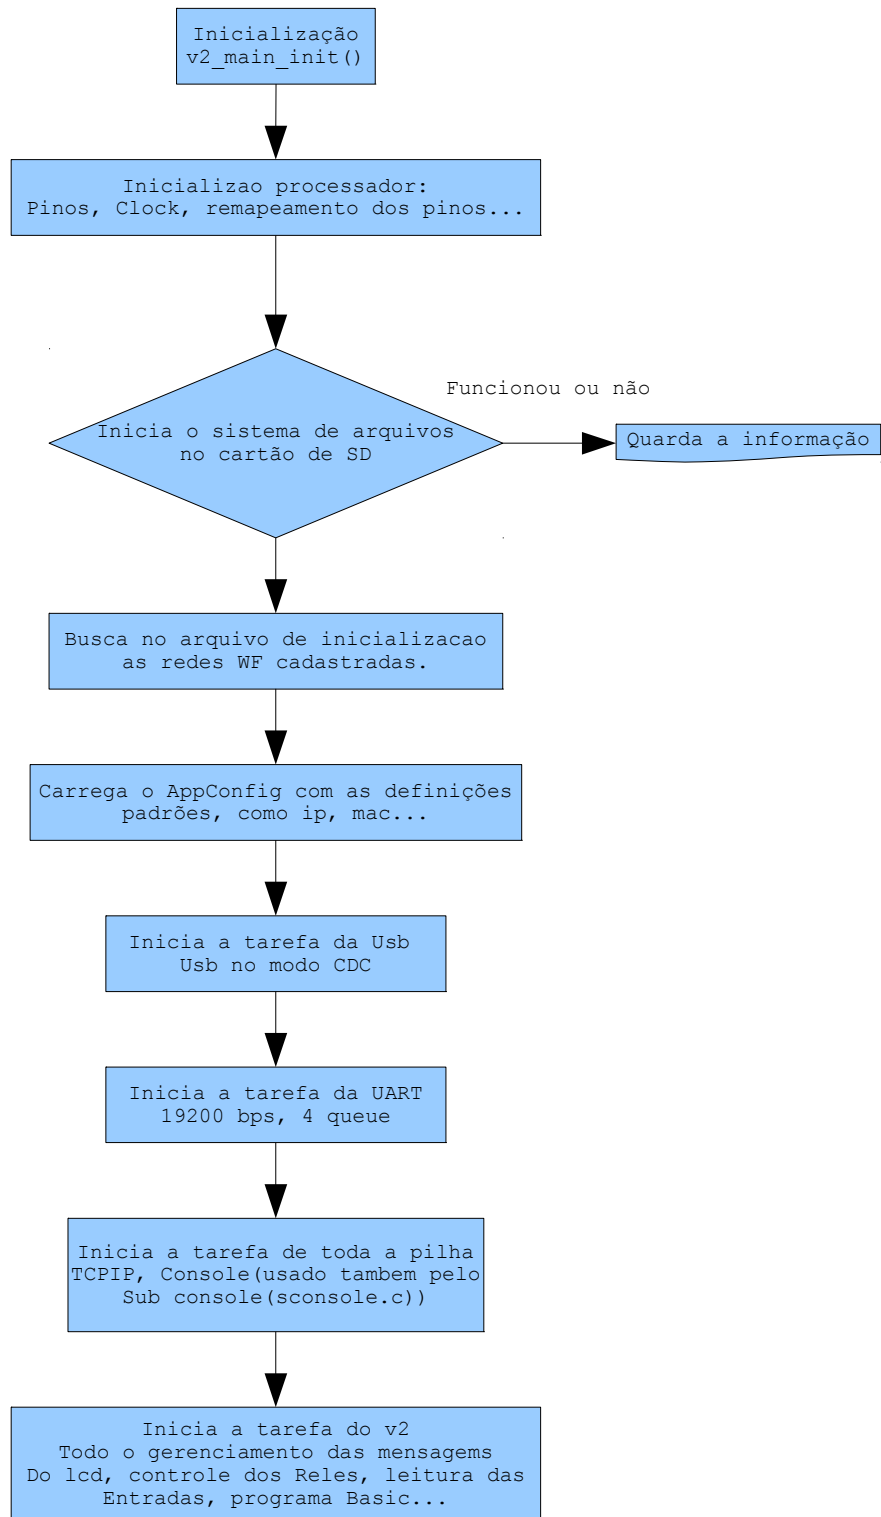 Inicialização
v2_main_init()
Inicializao processador:
Pinos, Clock, remapeamento dos pinos...
Funcionou ou não
Inicia o sistema de arquivos
no cartão de SD
Quarda a informação
Busca no arquivo de inicializacao
as redes WF cadastradas.
Carrega o AppConfig com as definições
padrões, como ip, mac...
Inicia a tarefa da Usb
Usb no modo CDC
Inicia a tarefa da UART
19200 bps, 4 queue
Inicia a tarefa de toda a pilha
TCPIP, Console(usado tambem pelo
Sub console(sconsole.c))
Inicia a tarefa do v2
Todo o gerenciamento das mensagems
Do lcd, controle dos Reles, leitura das
Entradas, programa Basic...